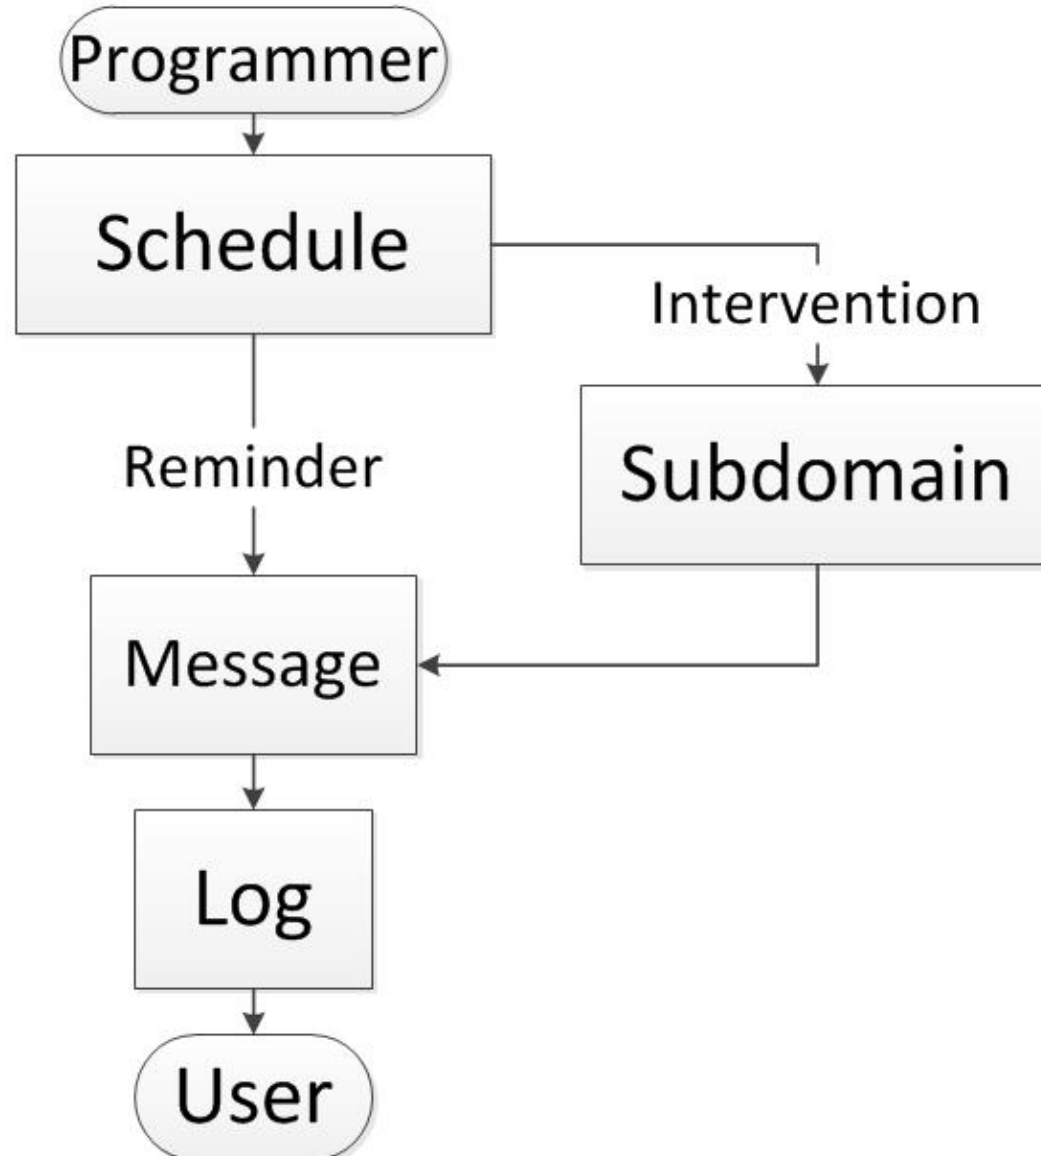 Programmer
Schedule
Intervention
Reminder
Subdomain
Message
Log
User